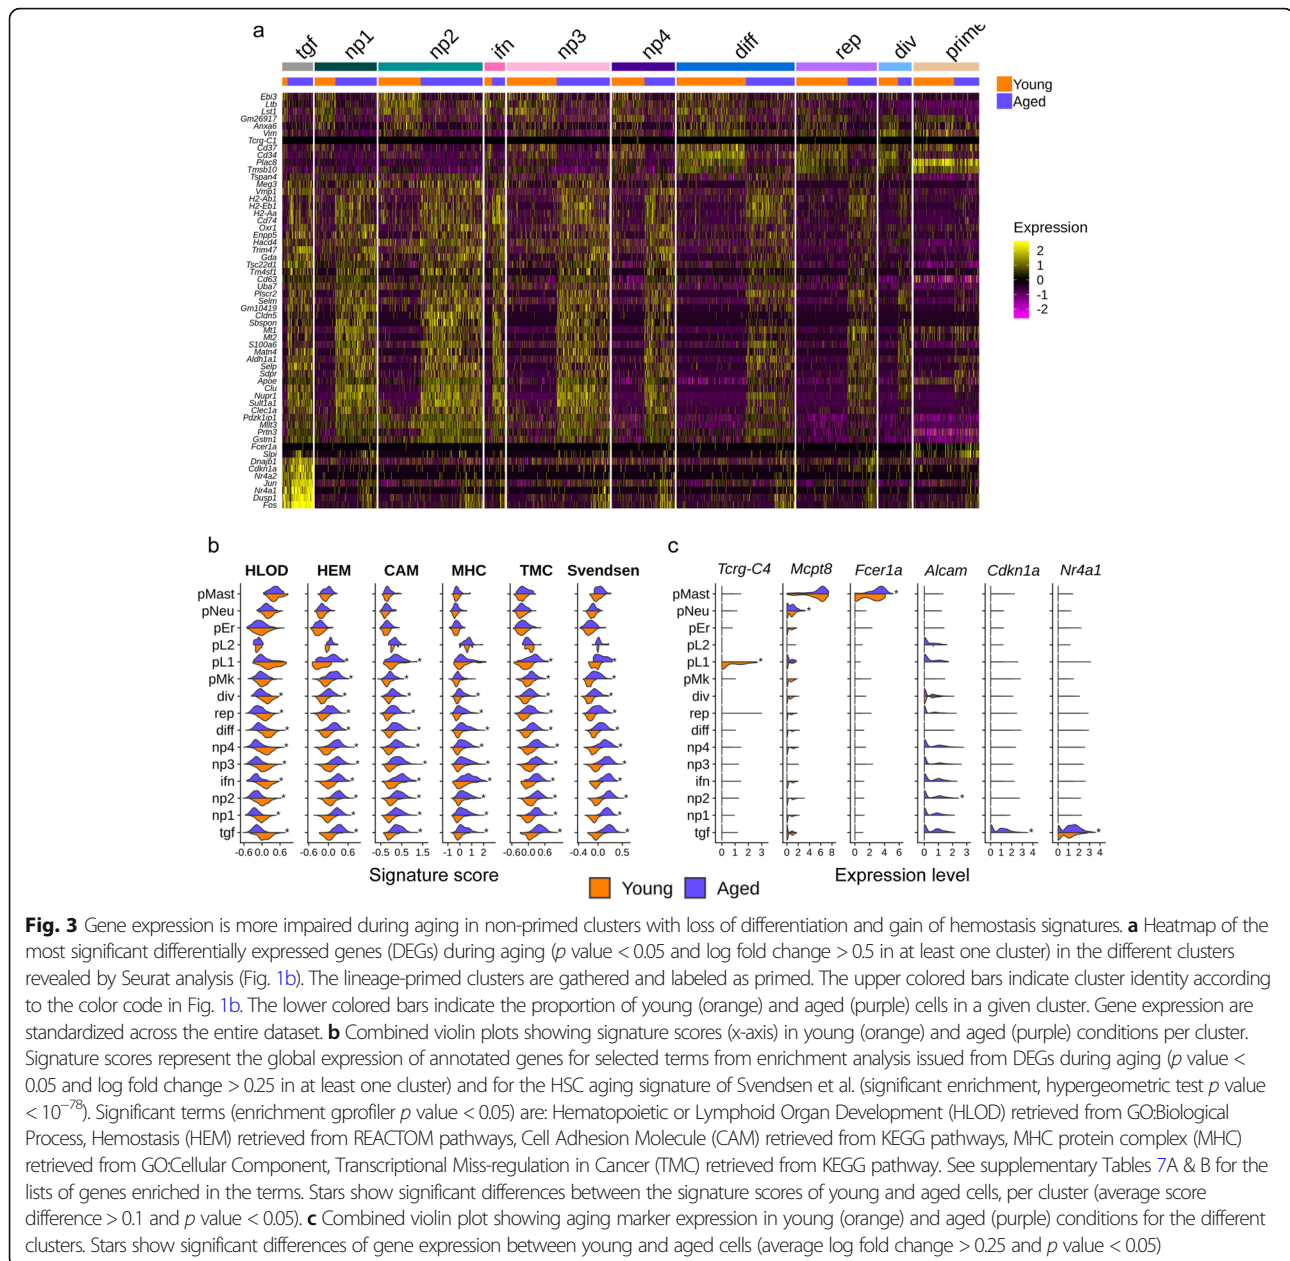 a
tgf np1 np2 ifn np3 np4 diff rep div prime
Young
Aged
Ebi3
Ltb
Lst1
Gm26917
Anxa6
Vim
Tcrg-C1
Cd37
Cd34
Plac8
Tmsb10
Tspan4
Meg3
Vmp1
H2-Ab1
H2-Eb1
H2-Aa
Cd74
Oxr1
Enpp5
Hacd4
Trim47
Gda
Tsc22d1
Tm4sf1
Cd63
Uba7
Plscr2
Selm
Gm10419
Cldn5
Sbspon
Mt1
Mt2
S100a6
Matn4
Aldh1a1
Selp
Sdpr
Apoe
Clu
Nupr1
Sult1a1
Clec1a
Pdzk1ip1
Mllt3
Prtn3
Gstm1
Fcer1a
Slpi
Dnajb1
Cdkn1a
Nr4a2
Jun
Nr4a1
Dusp1
Fos
Expression
2
1
0
-1
-2
b
HLOD HEM CAM MHC TMC Svendsen
pMast
pNeu
pEr
pL2
pL1
pMk
div
rep
diff
np4
np3
ifn
np2
np1
tgf
-0.6 0.0 0.6 -0.6 0.0 0.6 -0.5 0.5 1.5 -1 0 1 2 -0.6 0.0 0.6 -0.4 0.0 0.5
Signature score
c
Tcrg-C4 Mcpt8 Fcer1a Alcam Cdkn1a Nr4a1
pMast
pNeu
pEr
pL2
pL1
pMk
div
rep
diff
np4
np3
ifn
np2
np1
tgf
0 1 2 3 0 2 4 6 8 0 2 4 6 0 1 2 3 0 1 2 3 4 0 1 2 3 4
Expression level
Young Aged
Fig. 3 Gene expression is more impaired during aging in non-primed clusters with loss of differentiation and gain of hemostasis signatures. a Heatmap of the
most significant differentially expressed genes (DEGs) during aging (p value < 0.05 and log fold change > 0.5 in at least one cluster) in the different clusters
revealed by Seurat analysis (Fig. 1b). The lineage-primed clusters are gathered and labeled as primed. The upper colored bars indicate cluster identity according
to the color code in Fig. 1b. The lower colored bars indicate the proportion of young (orange) and aged (purple) cells in a given cluster. Gene expression are
standardized across the entire dataset. b Combined violin plots showing signature scores (x-axis) in young (orange) and aged (purple) conditions per cluster.
Signature scores represent the global expression of annotated genes for selected terms from enrichment analysis issued from DEGs during aging (p value <
0.05 and log fold change > 0.25 in at least one cluster) and for the HSC aging signature of Svendsen et al. (significant enrichment, hypergeometric test p value
< 10⁻⁷⁸). Significant terms (enrichment gprofiler p value < 0.05) are: Hematopoietic or Lymphoid Organ Development (HLOD) retrieved from GO:Biological
Process, Hemostasis (HEM) retrieved from REACTOM pathways, Cell Adhesion Molecule (CAM) retrieved from KEGG pathways, MHC protein complex (MHC)
retrieved from GO:Cellular Component, Transcriptional Miss-regulation in Cancer (TMC) retrieved from KEGG pathway. See supplementary Tables 7A & B for the
lists of genes enriched in the terms. Stars show significant differences between the signature scores of young and aged cells, per cluster (average score
difference > 0.1 and p value < 0.05). c Combined violin plot showing aging marker expression in young (orange) and aged (purple) conditions for the different
clusters. Stars show significant differences of gene expression between young and aged cells (average log fold change > 0.25 and p value < 0.05)